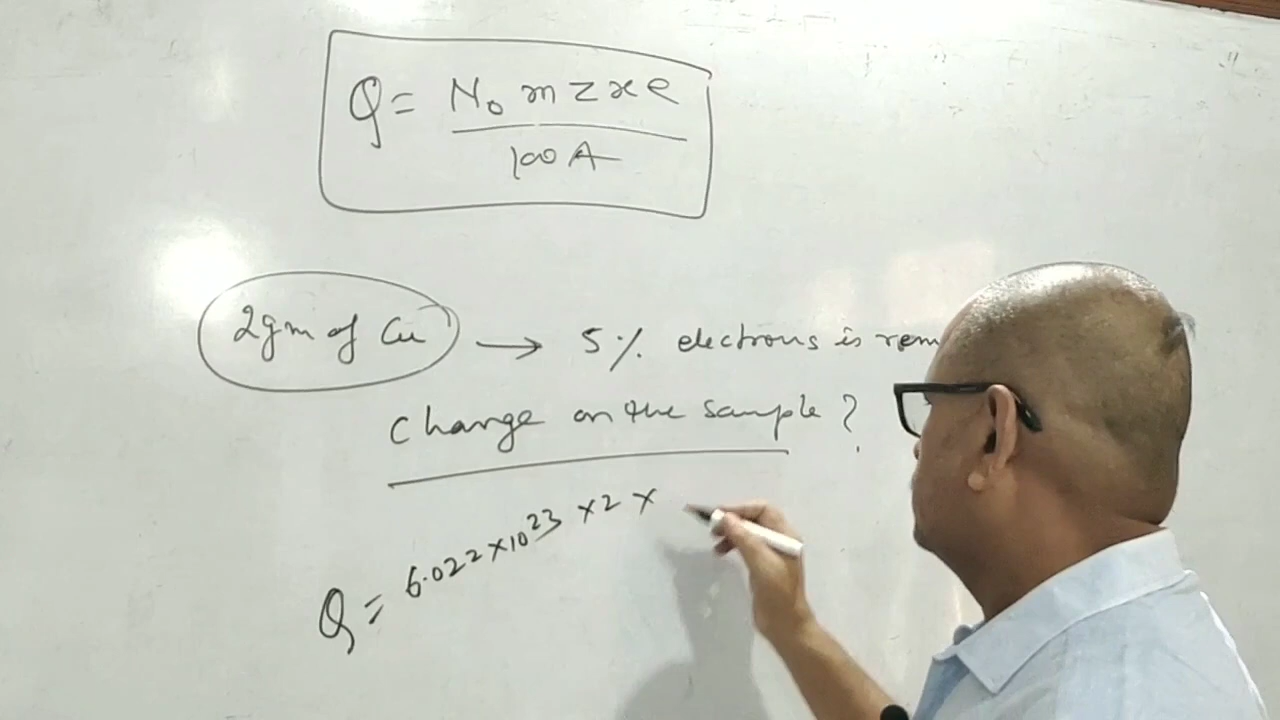 Q = N₀ m z x e
100 A
2gm of Cu → 5% electrons is rem
Charge on the sample ?
Q = 6.022 × 10²³ × 2 ×